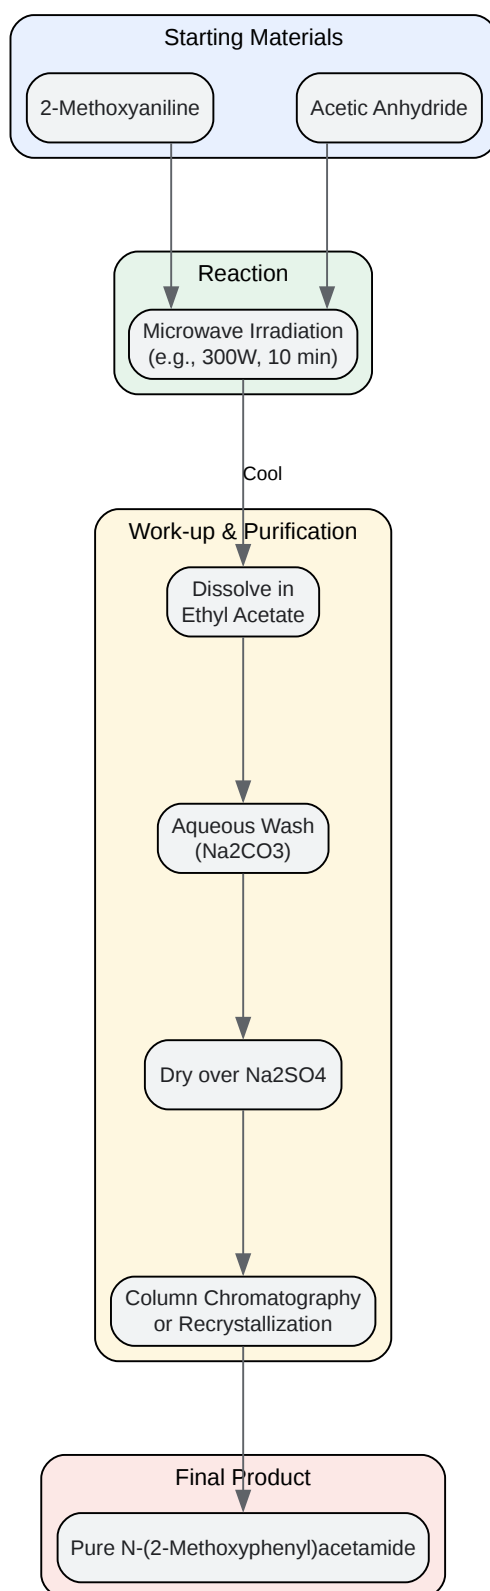 Starting Materials
2-Methoxyaniline
Acetic Anhydride
Reaction
Microwave Irradiation
(e.g., 300W, 10 min)
Cool
Work-up & Purification
Dissolve in
Ethyl Acetate
Aqueous Wash
(Na2CO3)
Dry over Na2SO4
Column Chromatography
or Recrystallization
Final Product
Pure N-(2-Methoxyphenyl)acetamide